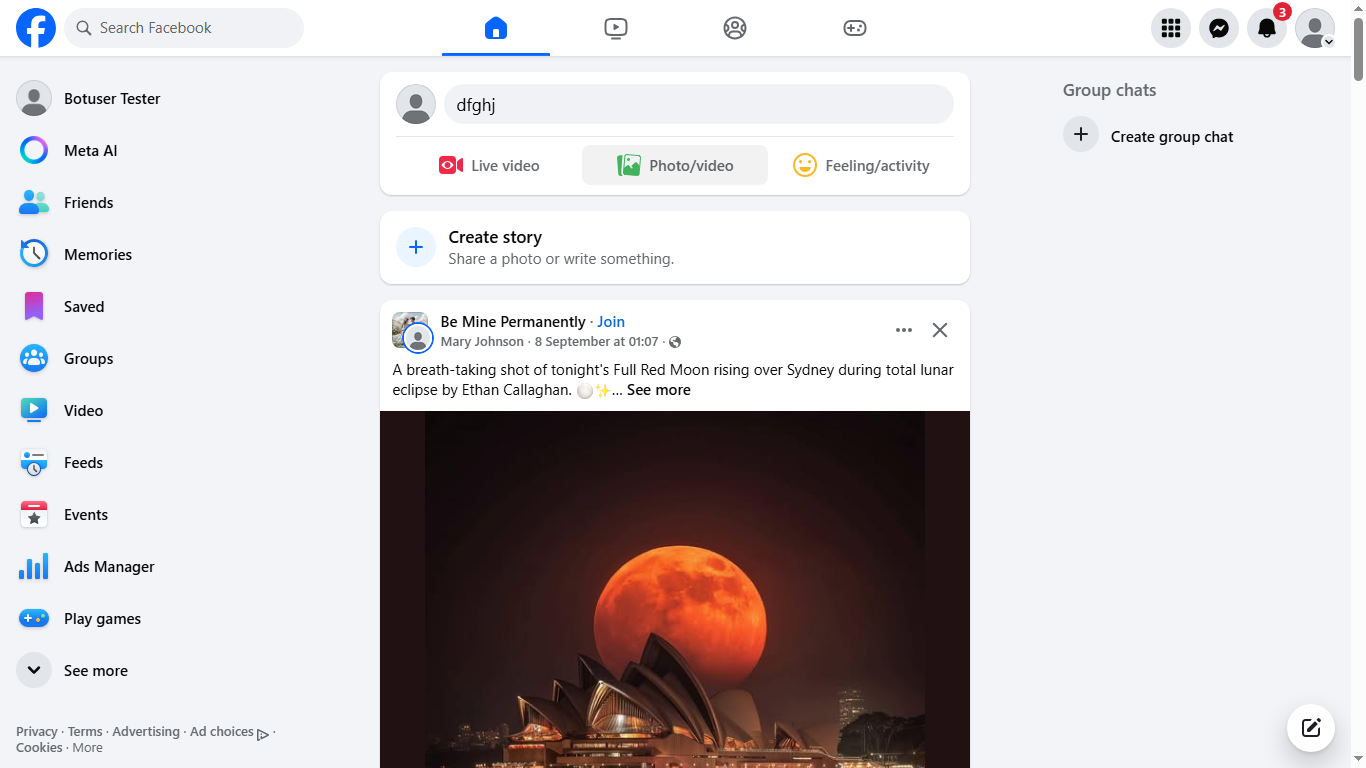 Search Facebook
3
Botuser Tester
Meta AI
Friends
Memories
Saved
Groups
Video
Feeds
Events
Ads Manager
Play games
See more
Privacy · Terms · Advertising · Ad choices ·
Cookies · More
dfghj
Live video
Photo/video
Feeling/activity
Create story
Share a photo or write something.
Be Mine Permanently · Join
Mary Johnson · 8 September at 01:07 ·
A breath-taking shot of tonight's Full Red Moon rising over Sydney during total lunar
eclipse by Ethan Callaghan. 🌕✨... See more
Group chats
Create group chat